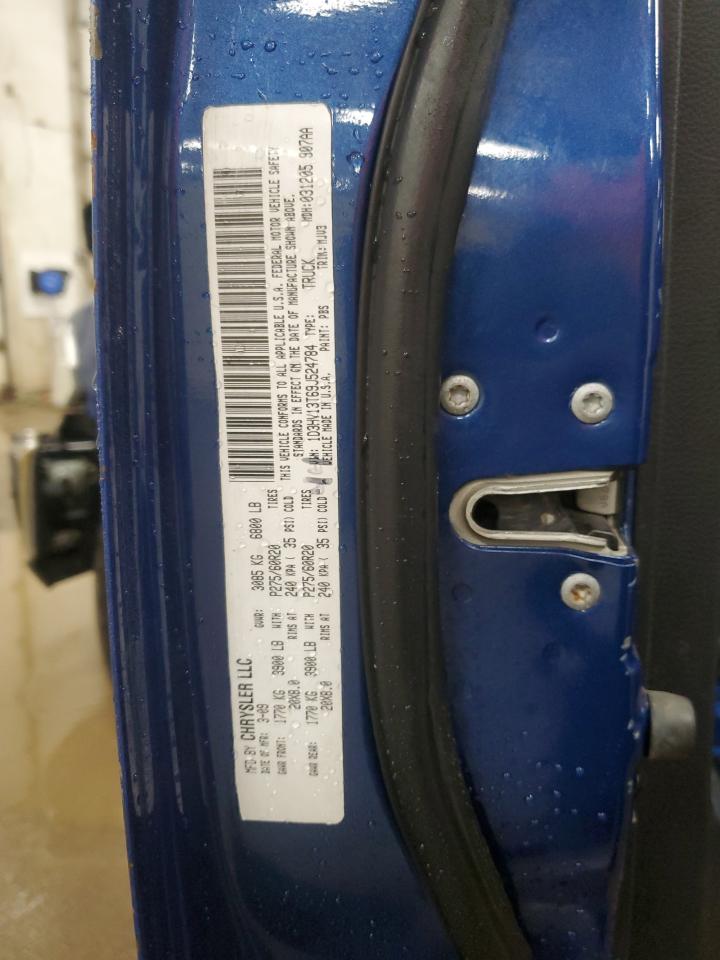 MFD BY CHRYSLER LLC
DATE OF MFR: 3-09 GVWR: 3085 KG 6800 LB
GAWR FRONT: 1770 KG 3900 LB WITH P275/60R20 TIRES
20X8.0 RIMS AT 240 KPA ( 35 PSI) COLD
GAWR REAR: 1770 KG 3900 LB WITH P275/60R20 TIRES
20X8.0 RIMS AT 240 KPA ( 35 PSI) COLD
THIS VEHICLE CONFORMS TO ALL APPLICABLE U.S.A. FEDERAL MOTOR VEHICLE SAFETY
STANDARDS IN EFFECT ON THE DATE OF MANUFACTURE SHOWN ABOVE.
VIN: 1D3HV13T69J524784 TYPE: TRUCK MDH:031205 907AA
VEHICLE MADE IN U.S.A. PAINT: PBS TRIM: MJV3